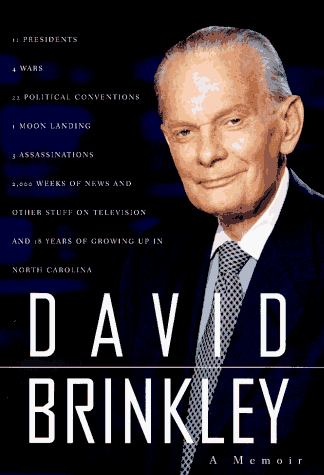 11 PRESIDENTS
4 WARS
22 POLITICAL CONVENTIONS
1 MOON LANDING
3 ASSASSINATIONS
2,000 WEEKS OF NEWS AND
OTHER STUFF ON TELEVISION
AND 18 YEARS OF GROWING UP IN
NORTH CAROLINA
DAVID
BRINKLEY
A Memoir